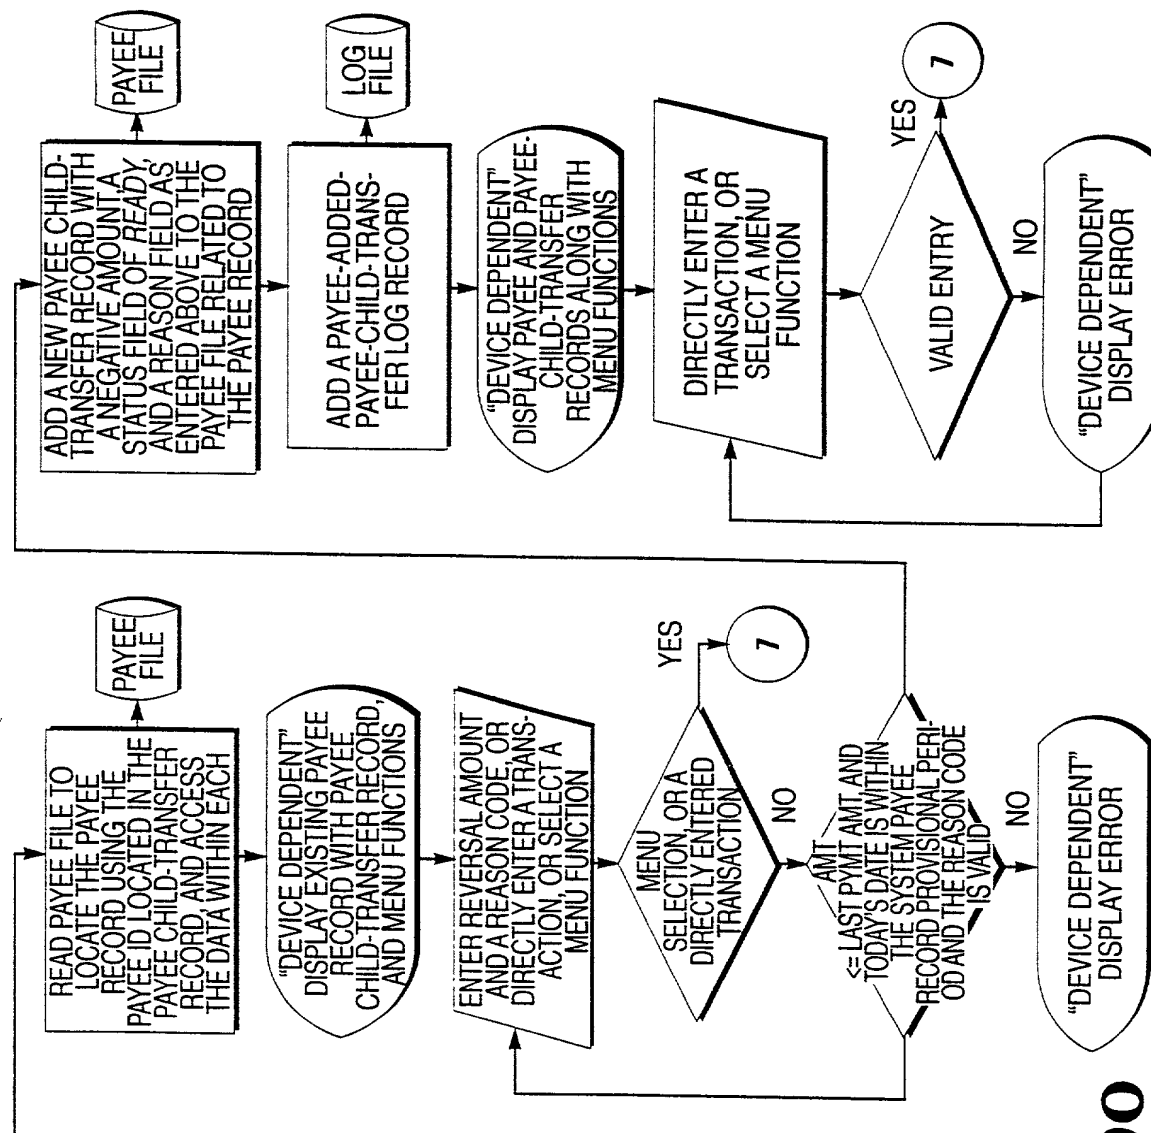 READ PAYEE FILE TO
LOCATE THE PAYEE
RECORD USING THE
PAYEE ID LOCATED IN THE
PAYEE CHILD-TRANSFER
RECORD, AND ACCESS
THE DATA WITHIN EACH
PAYEE
FILE
"DEVICE DEPENDENT"
DISPLAY EXISTING PAYEE
RECORD WITH PAYEE
CHILD-TRANSFER RECORD,
AND MENU FUNCTIONS
ENTER REVERSAL AMOUNT
AND A REASON CODE, OR
DIRECTLY ENTER A TRANS-
ACTION, OR SELECT A
MENU FUNCTION
MENU
SELECTION, OR A
DIRECTLY ENTERED
TRANSACTION
YES
7
NO
AMT
<= LAST PYMT AMT AND
TODAY'S DATE IS WITHIN
THE SYSTEM PAYEE
RECORD PROVISIONAL PERI-
OD AND THE REASON CODE
IS VALID
NO
"DEVICE DEPENDENT"
DISPLAY ERROR
ADD A NEW PAYEE CHILD-
TRANSFER RECORD WITH
A NEGATIVE AMOUNT, A
STATUS FIELD OF READY,
AND A REASON FIELD AS
ENTERED ABOVE TO THE
PAYEE FILE RELATED TO
THE PAYEE RECORD
PAYEE
FILE
ADD A PAYEE-ADDED-
PAYEE-CHILD-TRANS-
FER LOG RECORD
LOG
FILE
"DEVICE DEPENDENT"
DISPLAY PAYEE AND PAYEE-
CHILD-TRANSFER
RECORDS ALONG WITH
MENU FUNCTIONS
DIRECTLY ENTER A
TRANSACTION, OR
SELECT A MENU
FUNCTION
VALID ENTRY
YES
7
NO
"DEVICE DEPENDENT"
DISPLAY ERROR